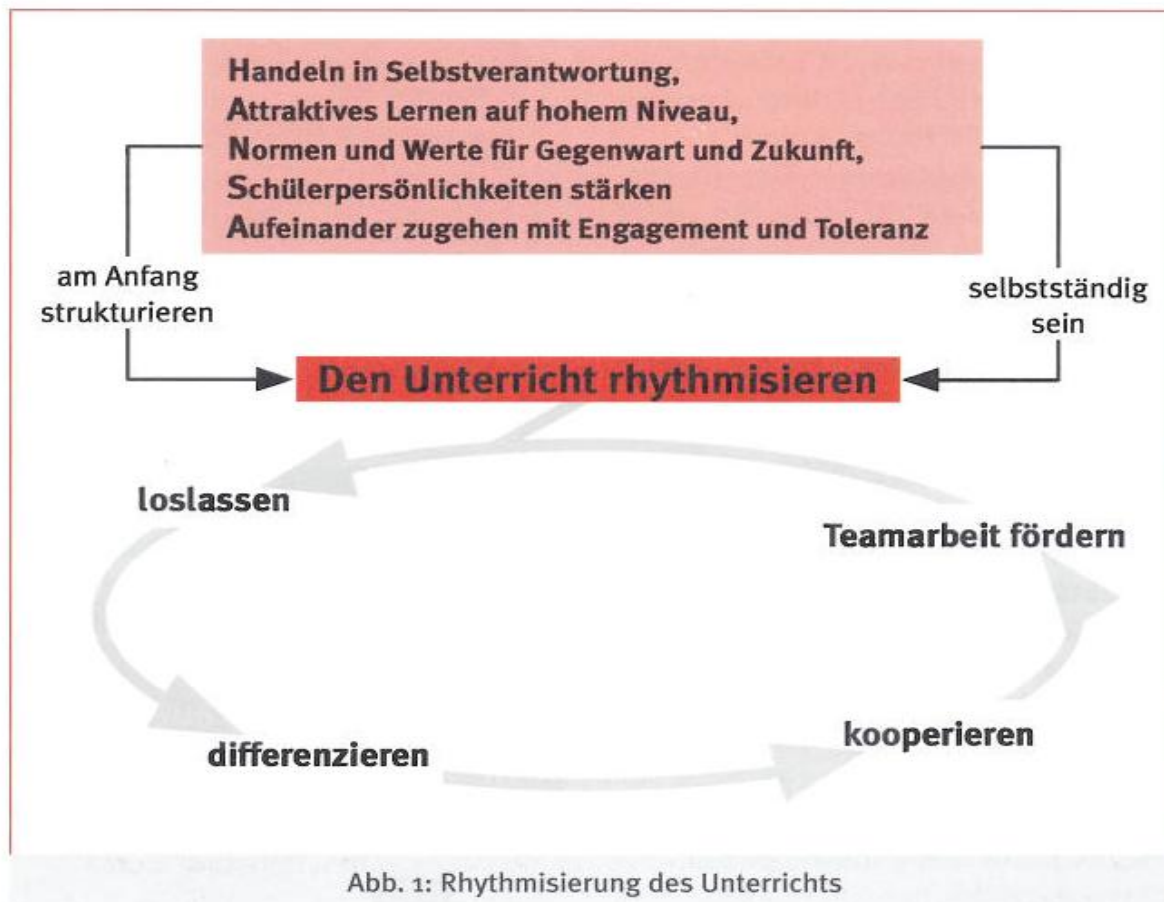 Handeln in Selbstverantwortung,
Attraktives Lernen auf hohem Niveau,
Normen und Werte für Gegenwart und Zukunft,
Schülerpersönlichkeiten stärken
Aufeinander zugehen mit Engagement und Toleranz
am Anfang
strukturieren
selbstständig
sein
Den Unterricht rhythmisieren
loslassen
Teamarbeit fördern
differenzieren
kooperieren
Abb. 1: Rhythmisierung des Unterrichts